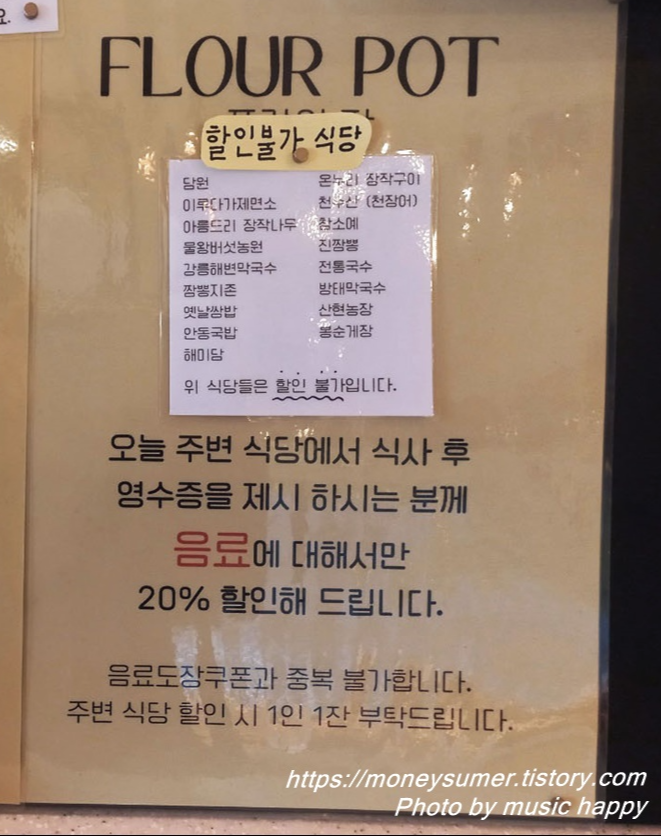 요.
FLOUR POT
할인불가 식당
당원 온누리 장작구이
이루다가제면소 천우산 (천장어)
아름드리 장작나무 참소예
물왕버섯농원 진짬뽕
강릉해변막국수 전통국수
짬뽕지존 방태막국수
옛날쌈밥 산현농장
안동국밥 봉순게장
해미담
위 식당들은 할인 불가입니다.
오늘 주변 식당에서 식사 후
영수증을 제시 하시는 분께
음료에 대해서만
20% 할인해 드립니다.
음료도장쿠폰과 중복 불가합니다.
주변 식당 할인 시 1인 1잔 부탁드립니다.
https://moneysumer.tistory.com
Photo by music happy